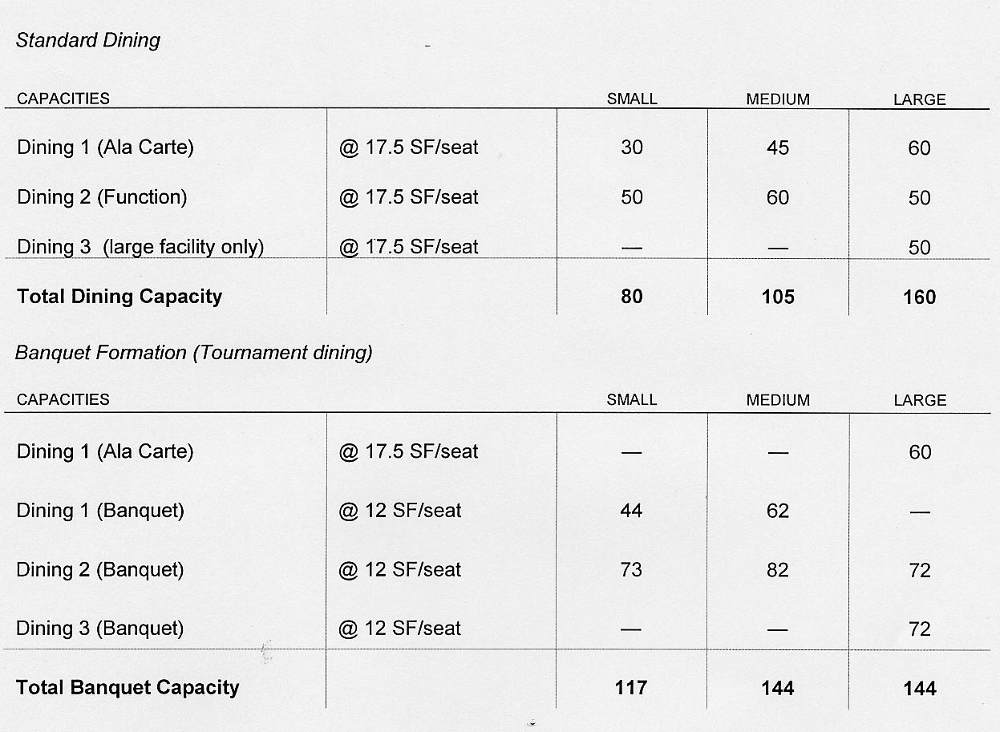 Standard Dining
CAPACITIES SMALL MEDIUM LARGE
Dining 1 (Ala Carte) @ 17.5 SF/seat 30 45 60
Dining 2 (Function) @ 17.5 SF/seat 50 60 50
Dining 3 (large facility only) @ 17.5 SF/seat — — 50
Total Dining Capacity 80 105 160
Banquet Formation (Tournament dining)
CAPACITIES SMALL MEDIUM LARGE
Dining 1 (Ala Carte) @ 17.5 SF/seat — — 60
Dining 1 (Banquet) @ 12 SF/seat 44 62 —
Dining 2 (Banquet) @ 12 SF/seat 73 82 72
Dining 3 (Banquet) @ 12 SF/seat — — 72
Total Banquet Capacity 117 144 144